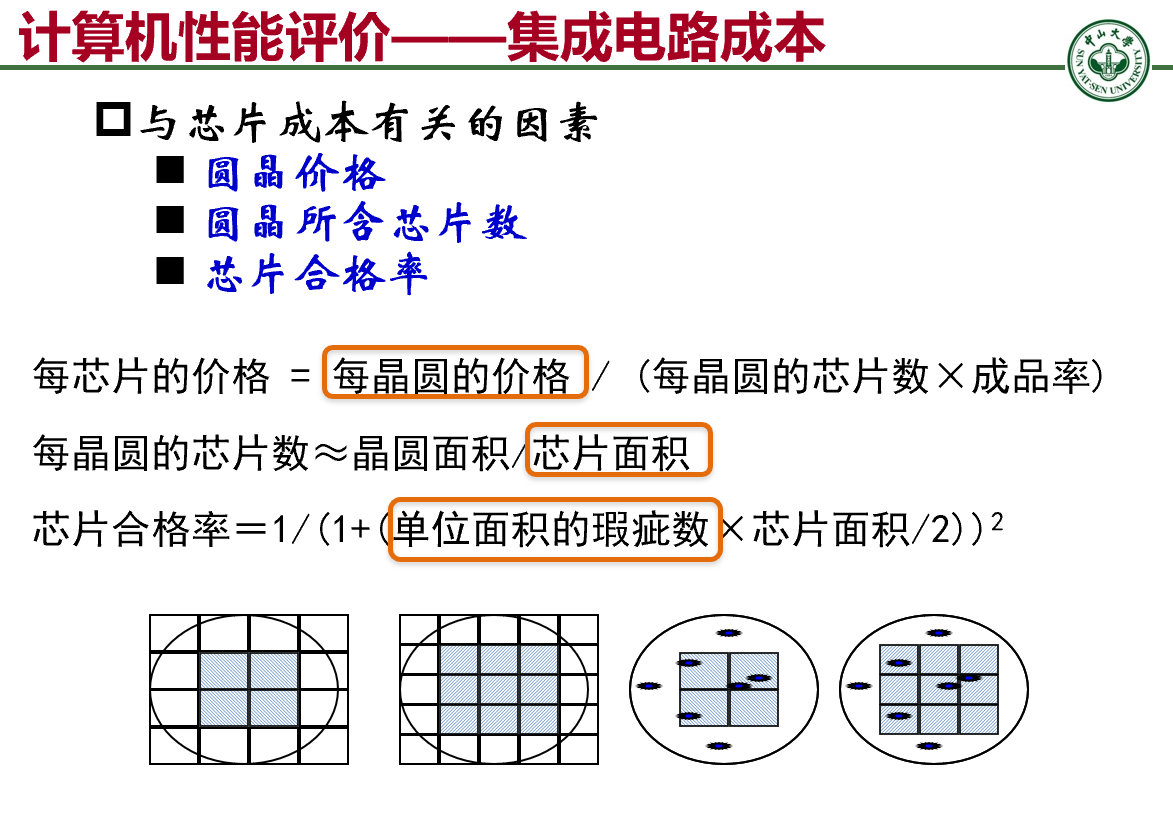 计算机性能评价——集成电路成本
中山大学
SUN YAT-SEN UNIVERSITY
与芯片成本有关的因素
圆晶价格
圆晶所含芯片数
芯片合格率
每芯片的价格 = 每晶圆的价格 / (每晶圆的芯片数×成品率)
每晶圆的芯片数≈晶圆面积/芯片面积
芯片合格率＝1/(1+(单位面积的瑕疵数×芯片面积/2))²